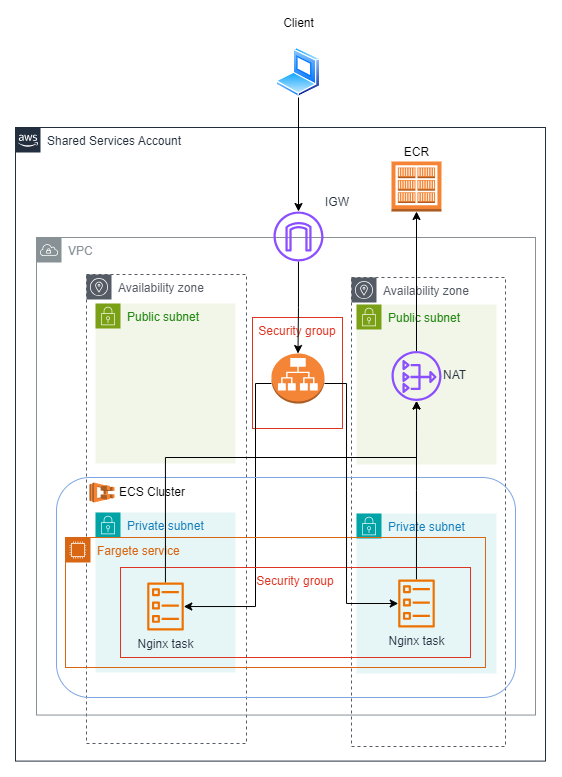 Client
aws
Shared Services Account
ECR
IGW
VPC
Availability zone
Availability zone
Public subnet
Public subnet
Security group
NAT
ECS Cluster
Private subnet
Private subnet
Fargete service
Security group
Nginx task
Nginx task